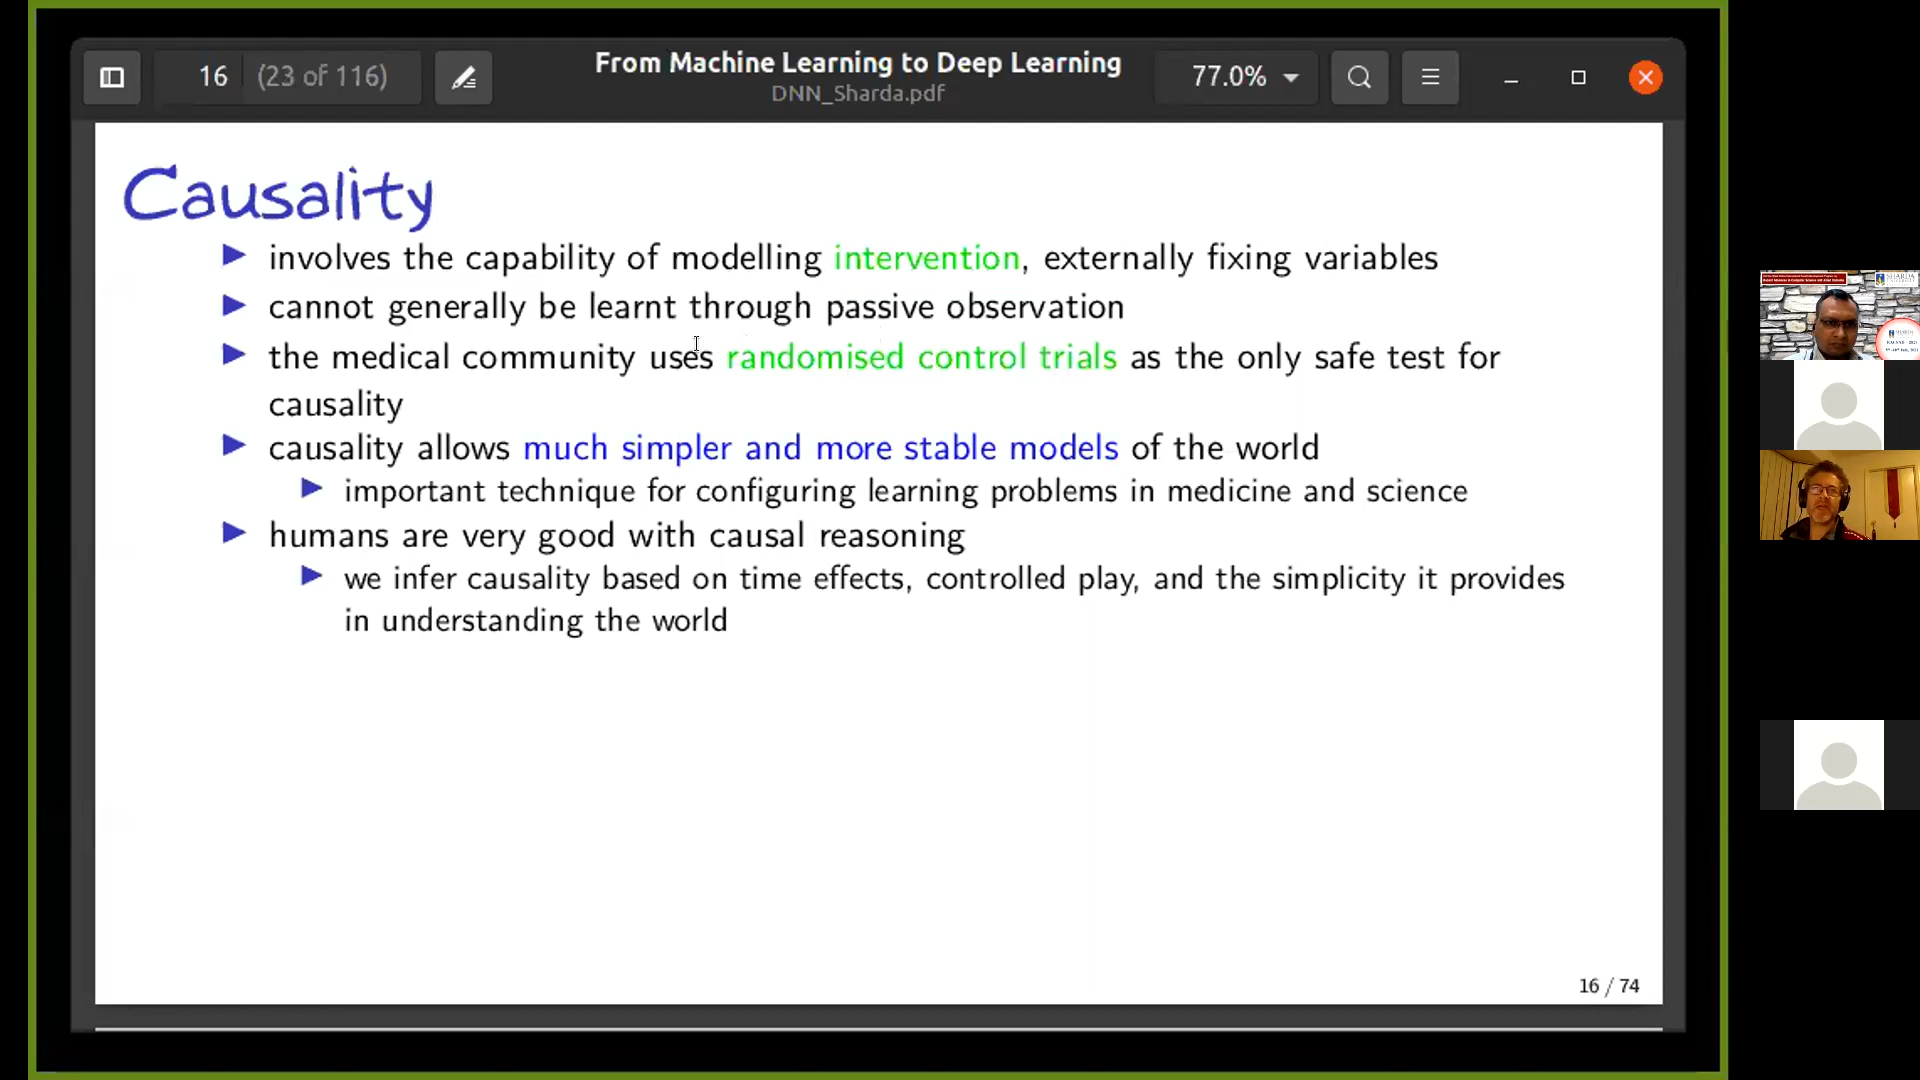 16 (23 of 116)
From Machine Learning to Deep Learning
DNN_Sharda.pdf
77.0%
Causality
involves the capability of modelling intervention, externally fixing variables
cannot generally be learnt through passive observation
the medical community uses randomised control trials as the only safe test for
causality
causality allows much simpler and more stable models of the world
important technique for configuring learning problems in medicine and science
humans are very good with causal reasoning
we infer causality based on time effects, controlled play, and the simplicity it provides
in understanding the world
16 / 74
SHARDA